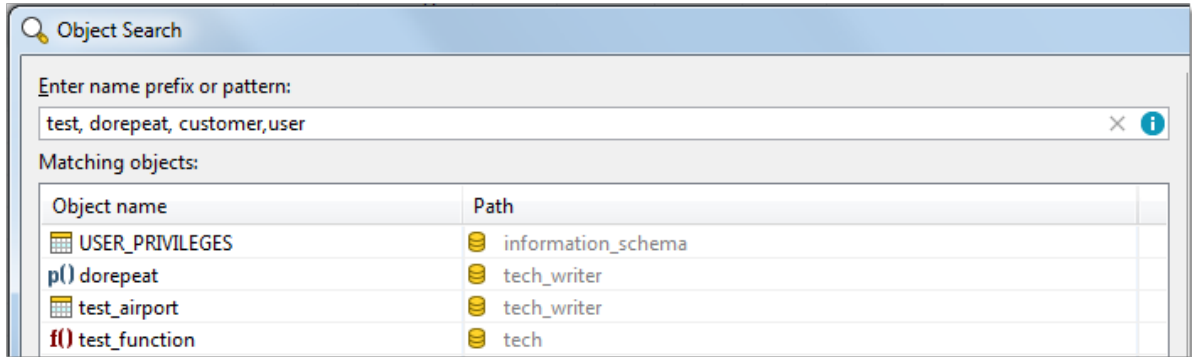 Object Search
Enter name prefix or pattern:
test, dorepeat, customer,user
Matching objects:
Object name Path
USER_PRIVILEGES information_schema
p() dorepeat tech_writer
test_airport tech_writer
f() test_function tech